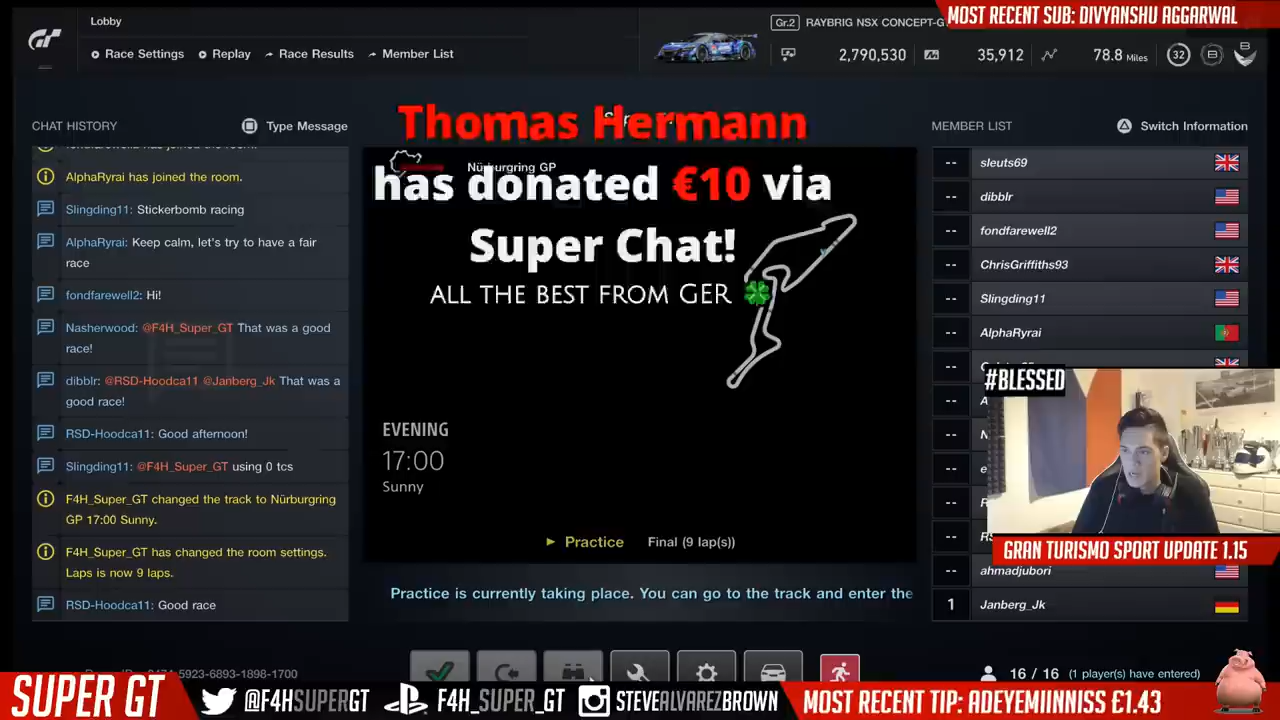 Lobby
Race Settings
Replay
Race Results
Member List
Gr.2
RAYBRIG NSX CONCEPT-G
MOST RECENT SUB: DIVYANSHU AGGARWAL
2,790,530
35,912
78.8 Miles
32
B
B
CHAT HISTORY
Type Message
fondfarewell2 has joined the room.
AlphaRyrai has joined the room.
Slingding11: Stickerbomb racing
AlphaRyrai: Keep calm, let's try to have a fair
race
fondfarewell2: Hi!
Nasherwood: @F4H_Super_GT That was a good
race!
dibblr: @RSD-Hoodca11 @Janberg_Jk That was a
good race!
RSD-Hoodca11: Good afternoon!
Slingding11: @F4H_Super_GT using 0 tcs
F4H_Super_GT changed the track to Nürburgring
GP 17:00 Sunny.
F4H_Super_GT has changed the room settings.
Laps is now 9 laps.
RSD-Hoodca11: Good race
Thomas Hermann
Nürburgring GP
has donated €10 via
Super Chat!
ALL THE BEST FROM GER
EVENING
17:00
Sunny
Practice
Final (9 lap(s))
Practice is currently taking place. You can go to the track and enter the
MEMBER LIST
Switch Information
-- sleuts69
-- dibblr
-- fondfarewell2
-- ChrisGriffiths93
-- Slingding11
-- AlphaRyrai
--
--
--
--
--
--
#BLESSED
GRAN TURISMO SPORT UPDATE 1.15
-- ahmadjubori
1 Janberg_Jk
5923-6893-1898-1700
16 / 16 (1 player(s) have entered)
SUPER GT
@F4HSUPERGT
F4H_SUPER_GT
STEVEALVAREZBROWN
MOST RECENT TIP: ADEYEMIINNISS £1.43